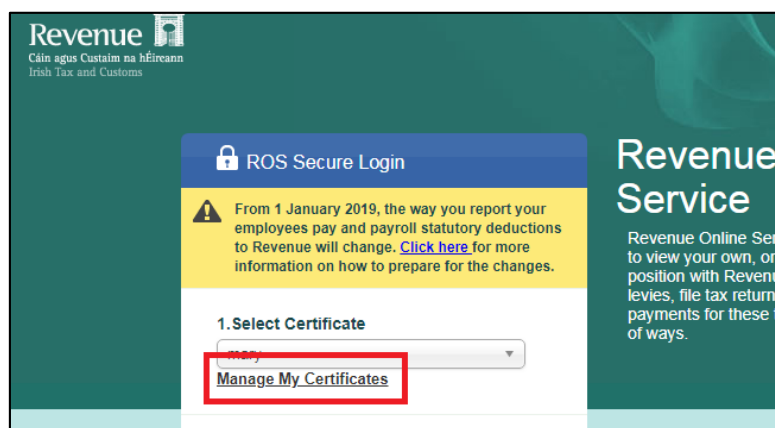 Revenue
Cáin agus Custaim na hÉireann
Irish Tax and Customs
ROS Secure Login
From 1 January 2019, the way you report your
employees pay and payroll statutory deductions
to Revenue will change. Click here for more
information on how to prepare for the changes.
1.Select Certificate
mary
Manage My Certificates
Revenue
Service
Revenue Online Ser
to view your own, or
position with Revenu
levies, file tax return
payments for these t
of ways.